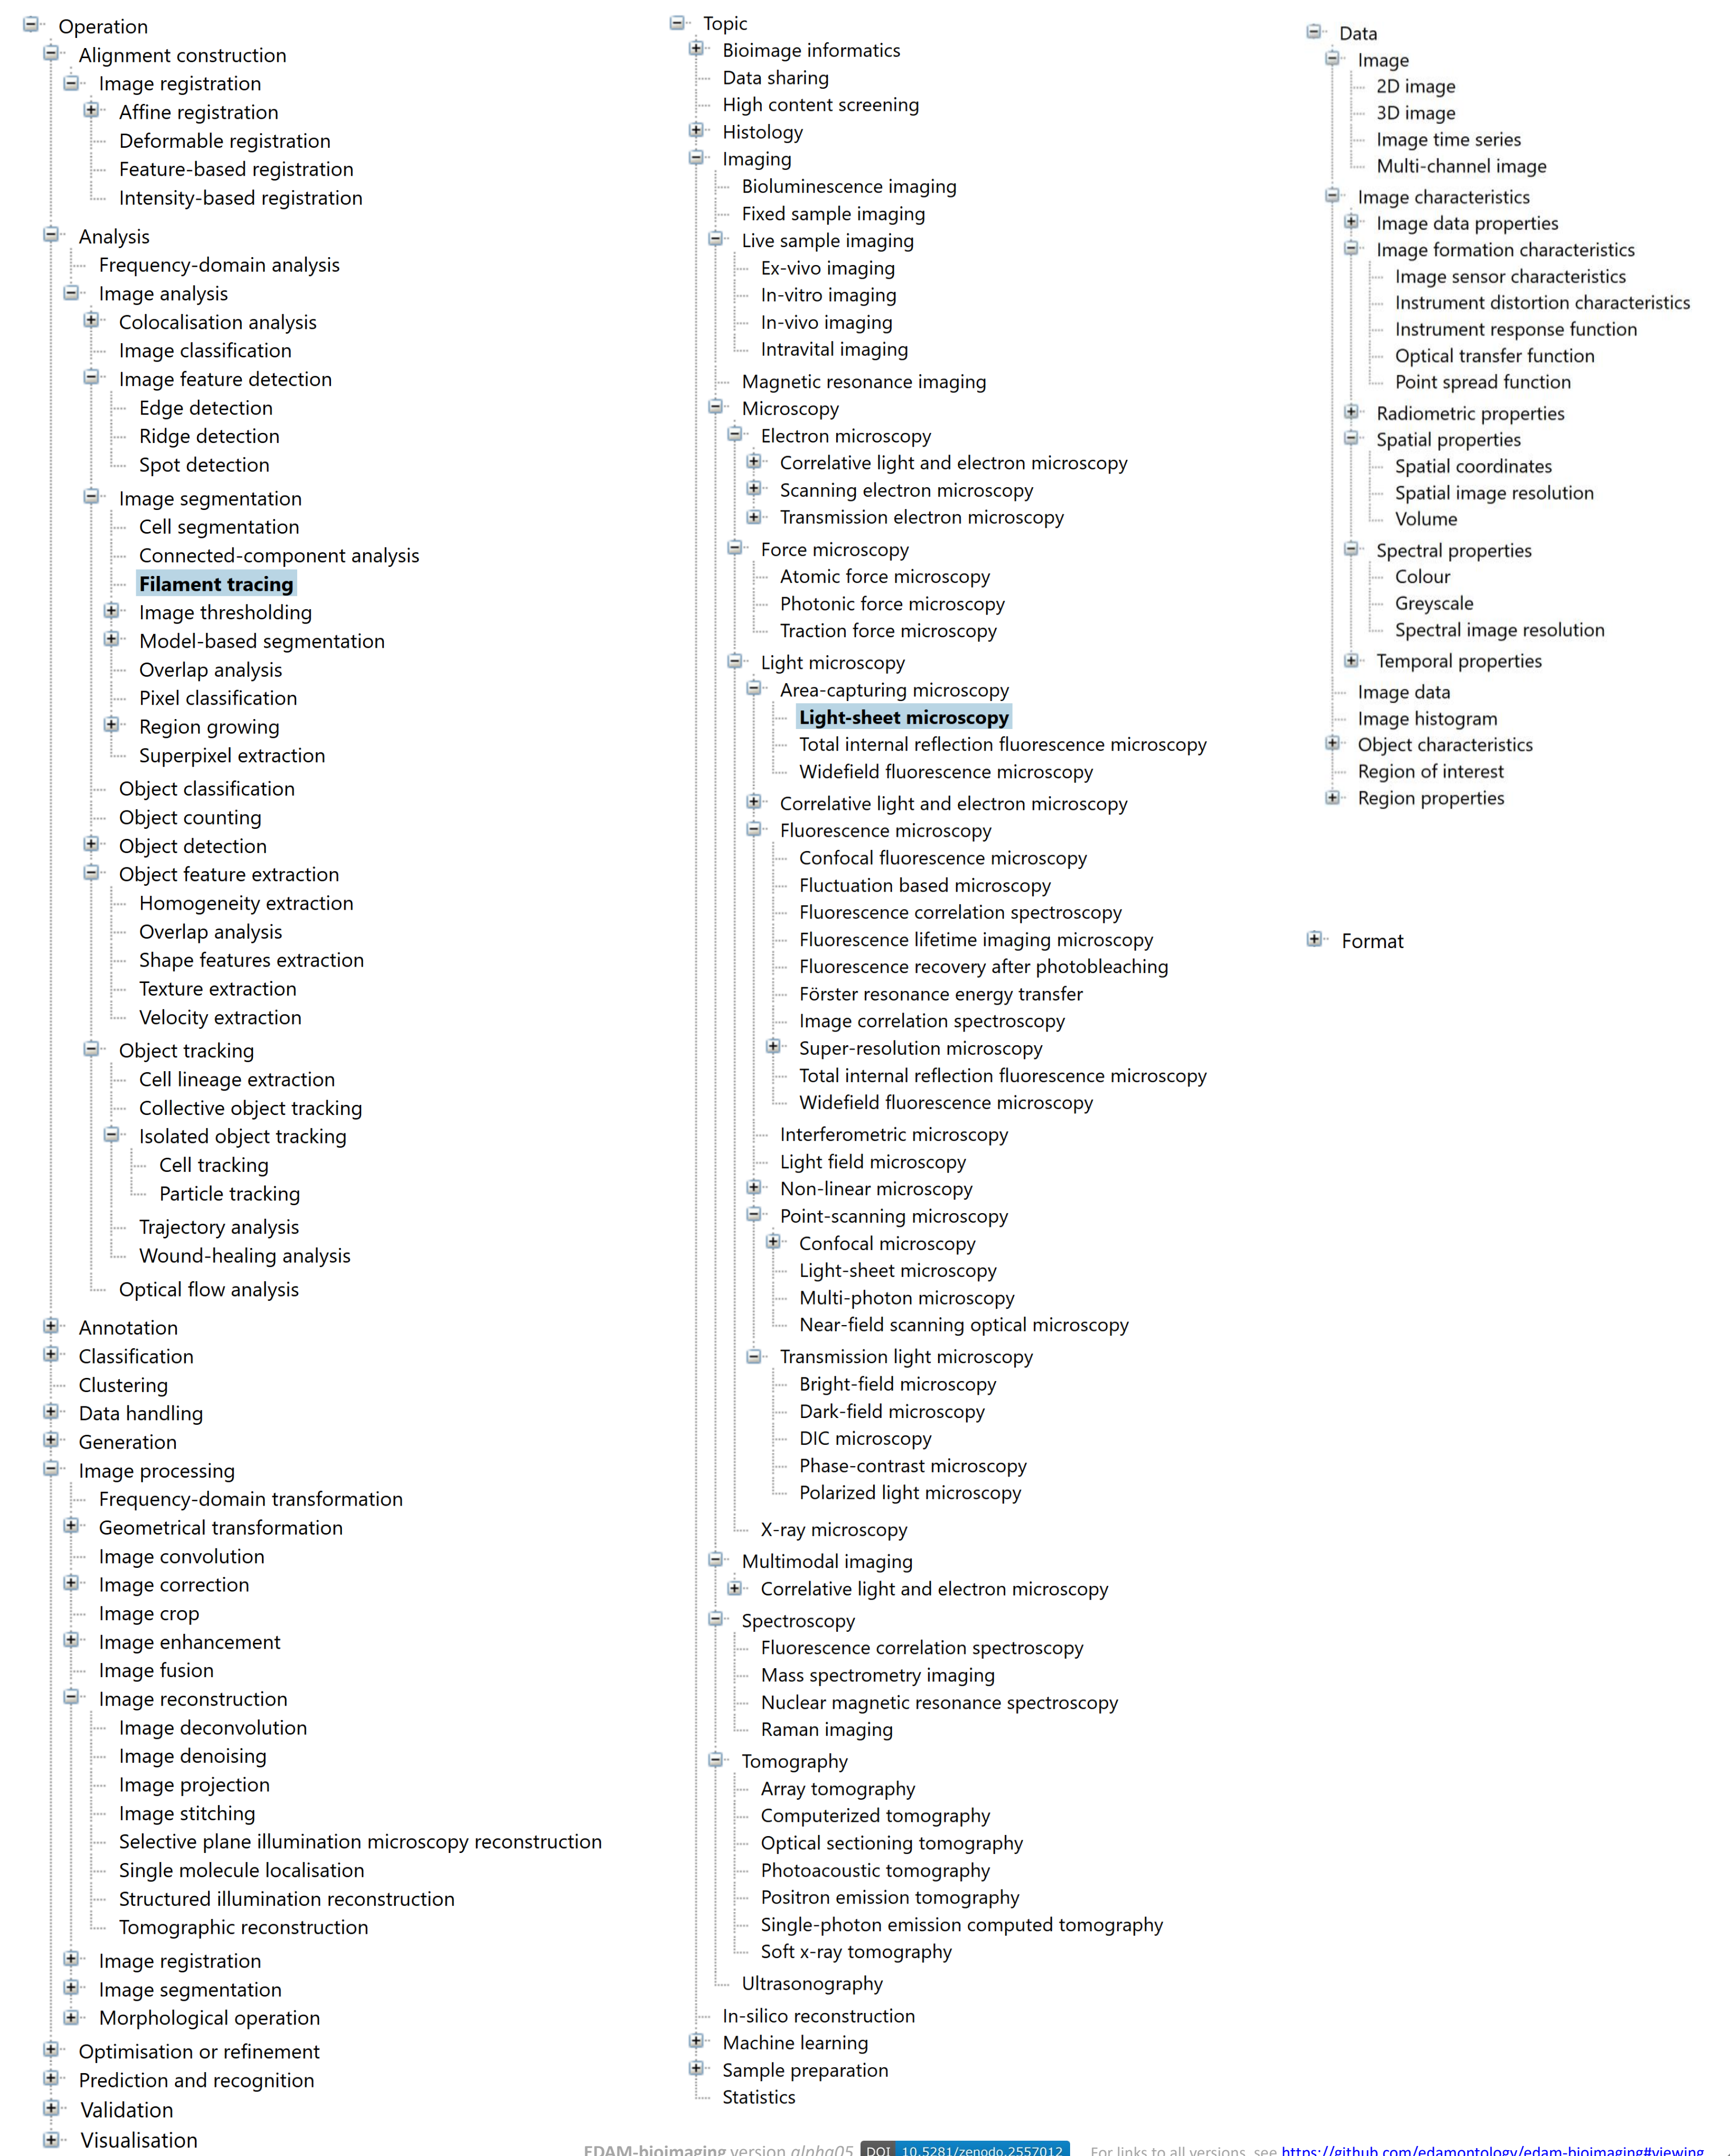 Operation
Alignment construction
Image registration
Affine registration
Deformable registration
Feature-based registration
Intensity-based registration
Analysis
Frequency-domain analysis
Image analysis
Colocalisation analysis
Image classification
Image feature detection
Edge detection
Ridge detection
Spot detection
Image segmentation
Cell segmentation
Connected-component analysis
Filament tracing
Image thresholding
Model-based segmentation
Overlap analysis
Pixel classification
Region growing
Superpixel extraction
Object classification
Object counting
Object detection
Object feature extraction
Homogeneity extraction
Overlap analysis
Shape features extraction
Texture extraction
Velocity extraction
Object tracking
Cell lineage extraction
Collective object tracking
Isolated object tracking
Cell tracking
Particle tracking
Trajectory analysis
Wound-healing analysis
Optical flow analysis
Annotation
Classification
Clustering
Data handling
Generation
Image processing
Frequency-domain transformation
Geometrical transformation
Image convolution
Image correction
Image crop
Image enhancement
Image fusion
Image reconstruction
Image deconvolution
Image denoising
Image projection
Image stitching
Selective plane illumination microscopy reconstruction
Single molecule localisation
Structured illumination reconstruction
Tomographic reconstruction
Image registration
Image segmentation
Morphological operation
Optimisation or refinement
Prediction and recognition
Validation
Visualisation
Topic
Bioimage informatics
Data sharing
High content screening
Histology
Imaging
Bioluminescence imaging
Fixed sample imaging
Live sample imaging
Ex-vivo imaging
In-vitro imaging
In-vivo imaging
Intravital imaging
Magnetic resonance imaging
Microscopy
Electron microscopy
Correlative light and electron microscopy
Scanning electron microscopy
Transmission electron microscopy
Force microscopy
Atomic force microscopy
Photonic force microscopy
Traction force microscopy
Light microscopy
Area-capturing microscopy
Light-sheet microscopy
Total internal reflection fluorescence microscopy
Widefield fluorescence microscopy
Correlative light and electron microscopy
Fluorescence microscopy
Confocal fluorescence microscopy
Fluctuation based microscopy
Fluorescence correlation spectroscopy
Fluorescence lifetime imaging microscopy
Fluorescence recovery after photobleaching
Förster resonance energy transfer
Image correlation spectroscopy
Super-resolution microscopy
Total internal reflection fluorescence microscopy
Widefield fluorescence microscopy
Interferometric microscopy
Light field microscopy
Non-linear microscopy
Point-scanning microscopy
Confocal microscopy
Light-sheet microscopy
Multi-photon microscopy
Near-field scanning optical microscopy
Transmission light microscopy
Bright-field microscopy
Dark-field microscopy
DIC microscopy
Phase-contrast microscopy
Polarized light microscopy
X-ray microscopy
Multimodal imaging
Correlative light and electron microscopy
Spectroscopy
Fluorescence correlation spectroscopy
Mass spectrometry imaging
Nuclear magnetic resonance spectroscopy
Raman imaging
Tomography
Array tomography
Computerized tomography
Optical sectioning tomography
Photoacoustic tomography
Positron emission tomography
Single-photon emission computed tomography
Soft x-ray tomography
Ultrasonography
In-silico reconstruction
Machine learning
Sample preparation
Statistics
Data
Image
2D image
3D image
Image time series
Multi-channel image
Image characteristics
Image data properties
Image formation characteristics
Image sensor characteristics
Instrument distortion characteristics
Instrument response function
Optical transfer function
Point spread function
Radiometric properties
Spatial properties
Spatial coordinates
Spatial image resolution
Volume
Spectral properties
Colour
Greyscale
Spectral image resolution
Temporal properties
Image data
Image histogram
Object characteristics
Region of interest
Region properties
Format
EDAM-bioimaging version alpha05 DOI 10.5281/zenodo.2557012 For links to all versions, see https://github.com/edamontology/edam-bioimaging#viewing